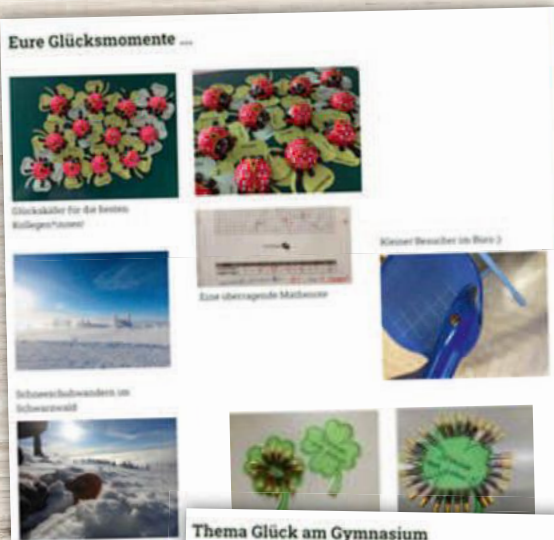 Eure Glücksmomente ...
Glückskäfer für die besten
Kolleger*innen!
Kleiner Besucher im Büro :)
Eine überragende Mathenote
Schneeschuhwandern im
Schwarzwald
Thema Glück am Gymnasium